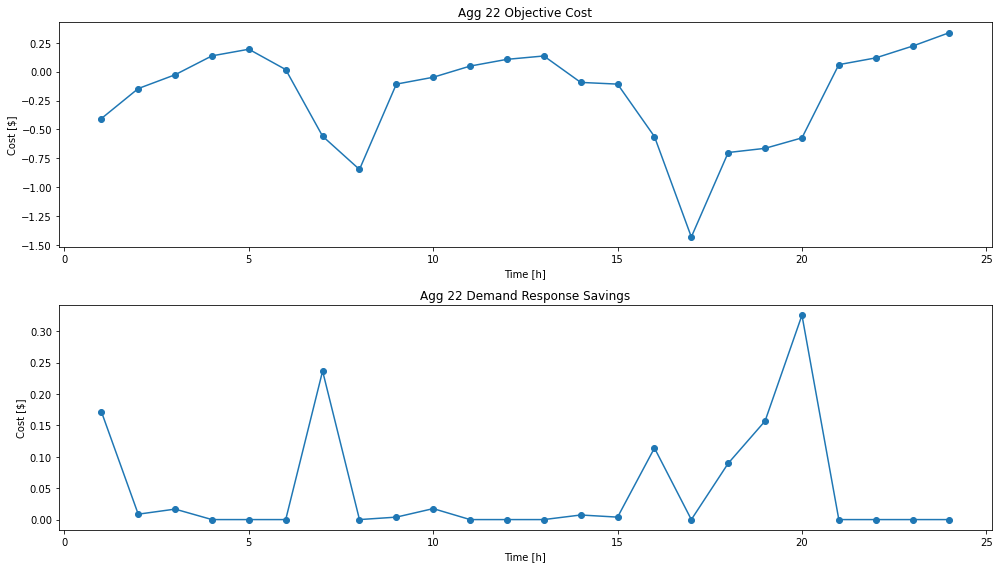 Agg 22 Objective Cost
Cost [$]
0.25
0.00
−0.25
−0.50
−0.75
−1.00
−1.25
−1.50
0 5 10 15 20 25
Time [h]
Agg 22 Demand Response Savings
Cost [$]
0.30
0.25
0.20
0.15
0.10
0.05
0.00
0 5 10 15 20 25
Time [h]